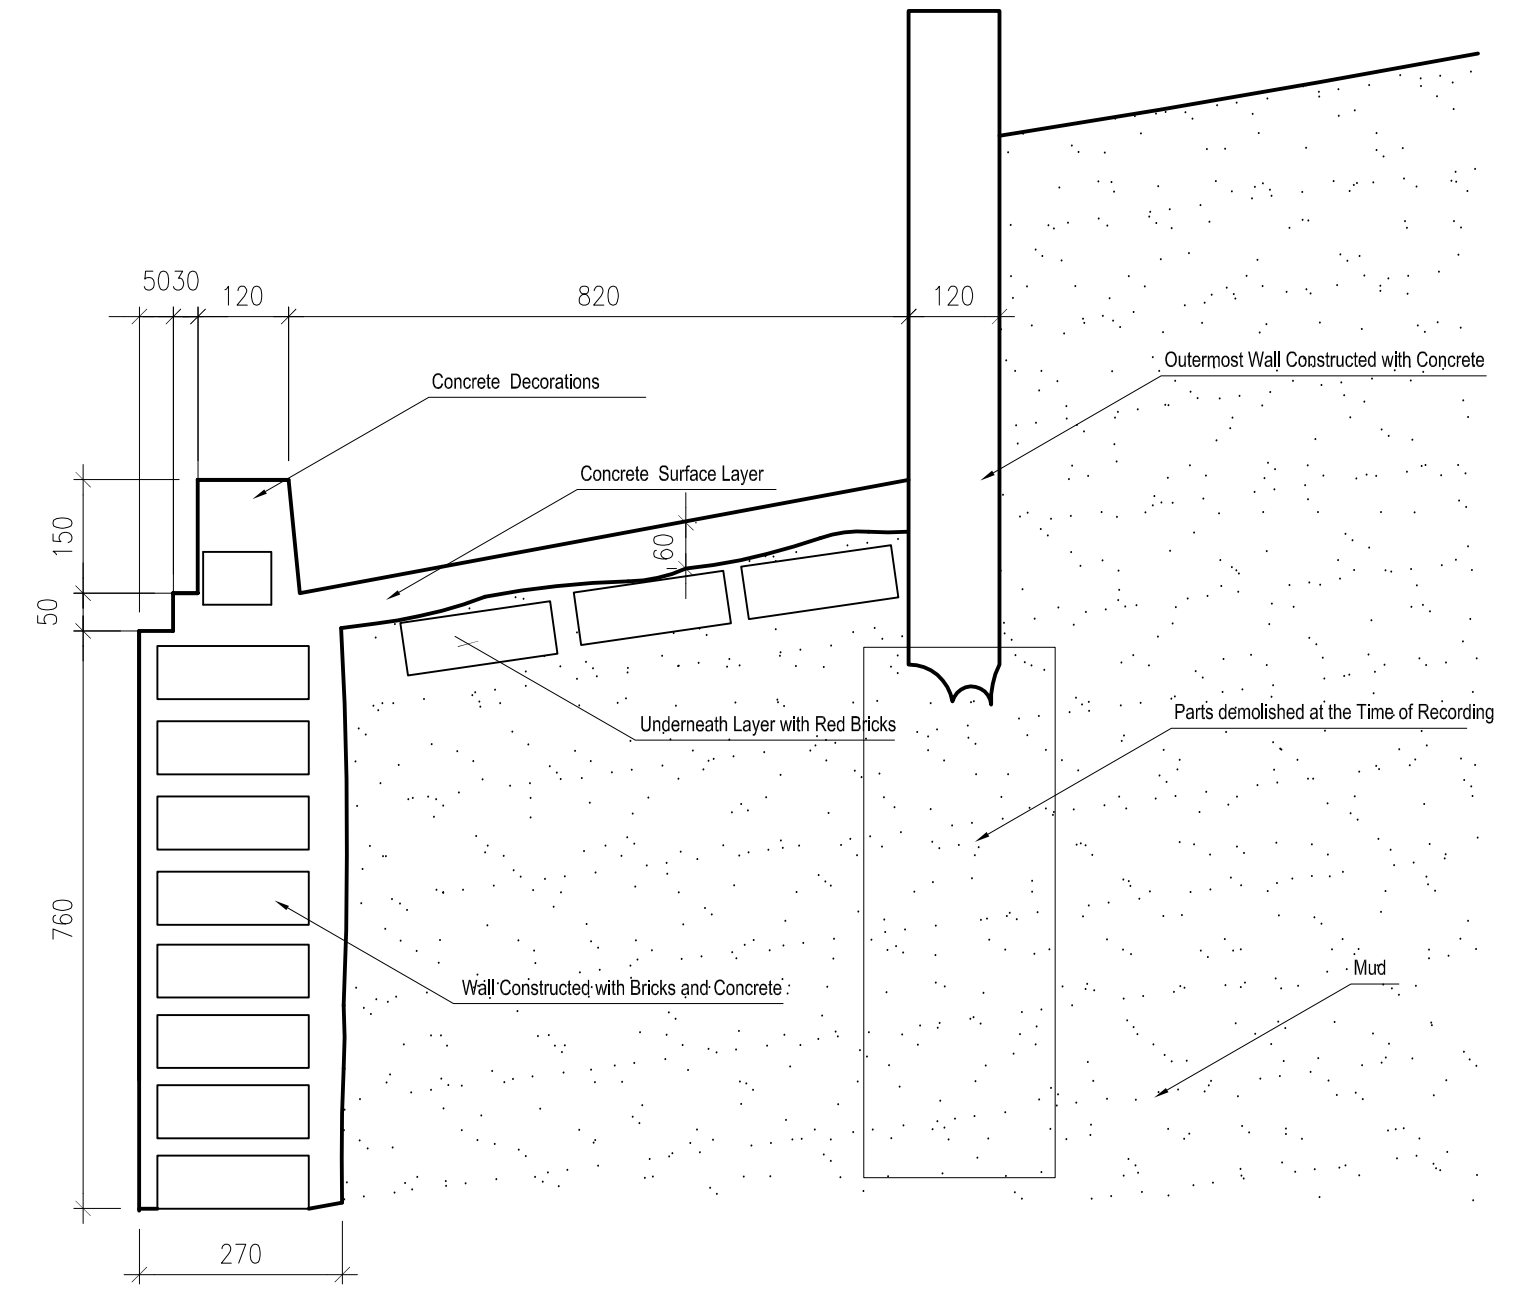 5030
120
820
120
Outermost Wall Constructed with Concrete
Concrete Decorations
Concrete Surface Layer
150
60
50
Underneath Layer with Red Bricks
Parts demolished at the Time of Recording
760
Mud
Wall Constructed with Bricks and Concrete
270